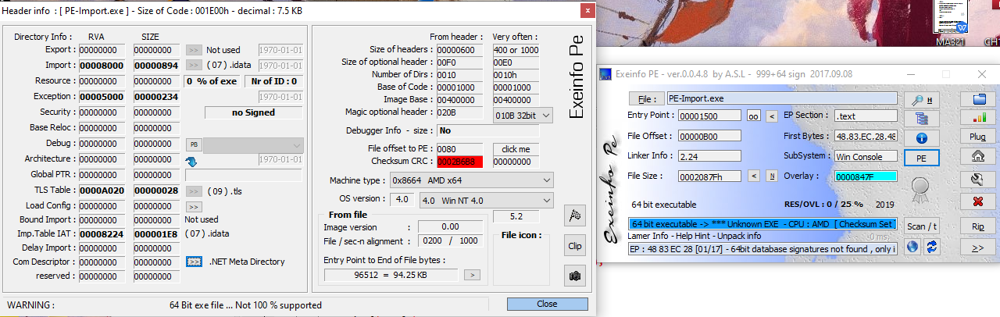 Header info : [ PE-Import.exe ] - Size of Code : 001E00h - decimal : 7.5 KB
Directory Info : RVA SIZE
Export : 00000000 00000000 >> Not used 1970-01-01
Import : 00008000 00000894 >> ( 07 ) .idata
Resource : 00000000 00000000 0 % of exe Nr of ID : 0
Exception : 00005000 00000234 1970-01-01
Security : 00000000 00000000 no Signed
Base Reloc : 00000000 00000000
Debug : 00000000 00000000 PB
Architecture : 00000000 00000000 1970-01-01
Global PTR : 00000000 00000000
TLS Table : 0000A020 00000028 >> ( 09 ) .tls
Load Config : 00000000 00000000 >>
Bound Import : 00000000 00000000 Not used
Imp.Table IAT : 00008224 000001E8 ( 07 ) .idata
Delay Import : 00000000 00000000
Com Descriptor : 00000000 00000000 >> .NET Meta Directory
reserved : 00000000 00000000
From header : Very often :
Size of headers : 00000600 400 or 1000
Size of optional header : 00F0 00E0
Number of Dirs : 0010 0010h
Base of Code : 00001000 00001000
Image Base : 00400000 00400000
Magic optional header : 020B 010B 32bit
Debugger Info - size : No
File offset to PE : 0080 click me
Checksum CRC : 0002B6B8 00000000
Machine type : 0x8664 AMD x64
OS version : 4.0 4.0 Win NT 4.0
From file 5.2
Image version : 0.00 File icon :
File / sec-n alignment : 0200 / 1000
Entry Point to End of File bytes :
96512 = 94.25 KB >
Exeinfo Pe
Clip
WARNING : 64 Bit exe file ... Not 100 % supported Close
MA321 CH
Exeinfo PE - ver.0.0.4.8 by A.S.L - 999+64 sign 2017.09.08
File : PE-Import.exe H
Entry Point : 00001500 oo < EP Section : .text
File Offset : 00000B00 First Bytes : 48.83.EC.28.48 Plug
Linker Info : 2.24 SubSystem : Win Console PE
File Size : 0002087Fh < N Overlay : 0000847F
64 bit executable RES/OVL : 0 / 25 % 2019
64 bit executable -> *** Unknown EXE - CPU : AMD [ Checksum Set ] Scan / t Rip
Lamer Info - Help Hint - Unpack info 0 ms.
EP : 48 83 EC 28 [01/17] - 64bit database signatures not found , only i >>
Exeinfo Pe